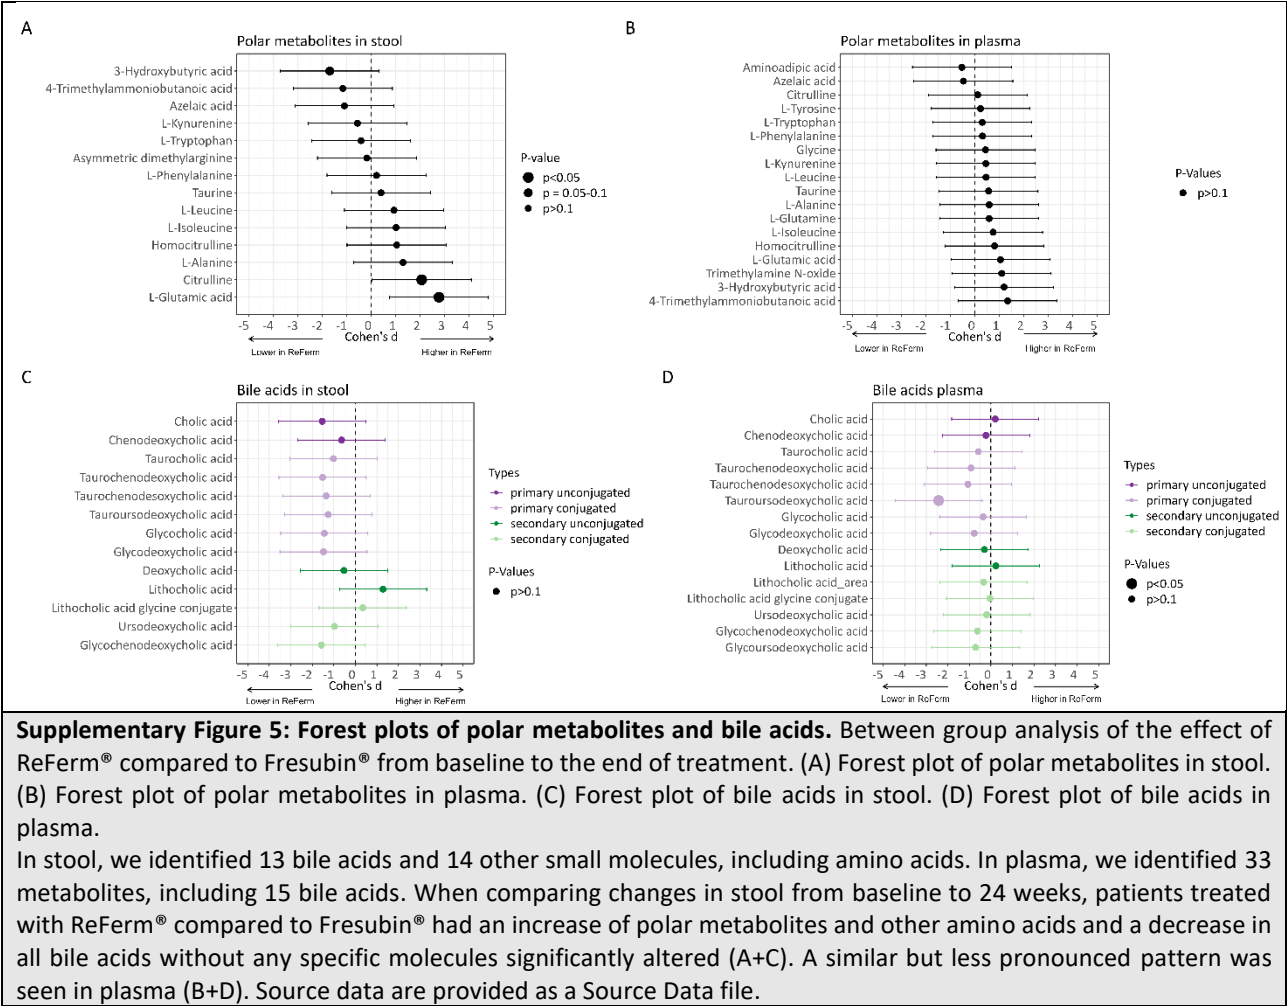 A
Polar metabolites in stool
3-Hydroxybutyric acid
4-Trimethylammoniobutanoic acid
Azelaic acid
L-Kynurenine
L-Tryptophan
Asymmetric dimethylarginine
L-Phenylalanine
Taurine
L-Leucine
L-Isoleucine
Homocitrulline
L-Alanine
Citrulline
L-Glutamic acid
-5 -4 -3 -2 -1 0 1 2 3 4 5
Cohen's d
Lower in ReFerm
Higher in ReFerm
P-value
p<0.05
p = 0.05-0.1
p>0.1
B
Polar metabolites in plasma
Aminoadipic acid
Azelaic acid
Citrulline
L-Tyrosine
L-Tryptophan
L-Phenylalanine
Glycine
L-Kynurenine
L-Leucine
Taurine
L-Alanine
L-Glutamine
L-Isoleucine
Homocitrulline
L-Glutamic acid
Trimethylamine N-oxide
3-Hydroxybutyric acid
4-Trimethylammoniobutanoic acid
-5 -4 -3 -2 -1 0 1 2 3 4 5
Cohen's d
Lower in ReFerm
Higher in ReFerm
P-Values
p>0.1
C
Bile acids in stool
Cholic acid
Chenodeoxycholic acid
Taurocholic acid
Taurochenodeoxycholic acid
Taurochenodesoxycholic acid
Tauroursodeoxycholic acid
Glycocholic acid
Glycodeoxycholic acid
Deoxycholic acid
Lithocholic acid
Lithocholic acid glycine conjugate
Ursodeoxycholic acid
Glycochenodeoxycholic acid
-5 -4 -3 -2 -1 0 1 2 3 4 5
Cohen's d
Lower in ReFerm
Higher in ReFerm
Types
primary unconjugated
primary conjugated
secondary unconjugated
secondary conjugated
P-Values
p>0.1
D
Bile acids plasma
Cholic acid
Chenodeoxycholic acid
Taurocholic acid
Taurochenodeoxycholic acid
Taurochenodesoxycholic acid
Tauroursodeoxycholic acid
Glycocholic acid
Glycodeoxycholic acid
Deoxycholic acid
Lithocholic acid
Lithocholic acid_area
Lithocholic acid glycine conjugate
Ursodeoxycholic acid
Glycochenodeoxycholic acid
Glycoursodeoxycholic acid
-5 -4 -3 -2 -1 0 1 2 3 4 5
Cohen's d
Lower in ReFerm
Higher in ReFerm
Types
primary unconjugated
primary conjugated
secondary unconjugated
secondary conjugated
P-Values
p<0.05
p>0.1
Supplementary Figure 5: Forest plots of polar metabolites and bile acids. Between group analysis of the effect of
ReFerm® compared to Fresubin® from baseline to the end of treatment. (A) Forest plot of polar metabolites in stool.
(B) Forest plot of polar metabolites in plasma. (C) Forest plot of bile acids in stool. (D) Forest plot of bile acids in
plasma.
In stool, we identified 13 bile acids and 14 other small molecules, including amino acids. In plasma, we identified 33
metabolites, including 15 bile acids. When comparing changes in stool from baseline to 24 weeks, patients treated
with ReFerm® compared to Fresubin® had an increase of polar metabolites and other amino acids and a decrease in
all bile acids without any specific molecules significantly altered (A+C). A similar but less pronounced pattern was
seen in plasma (B+D). Source data are provided as a Source Data file.